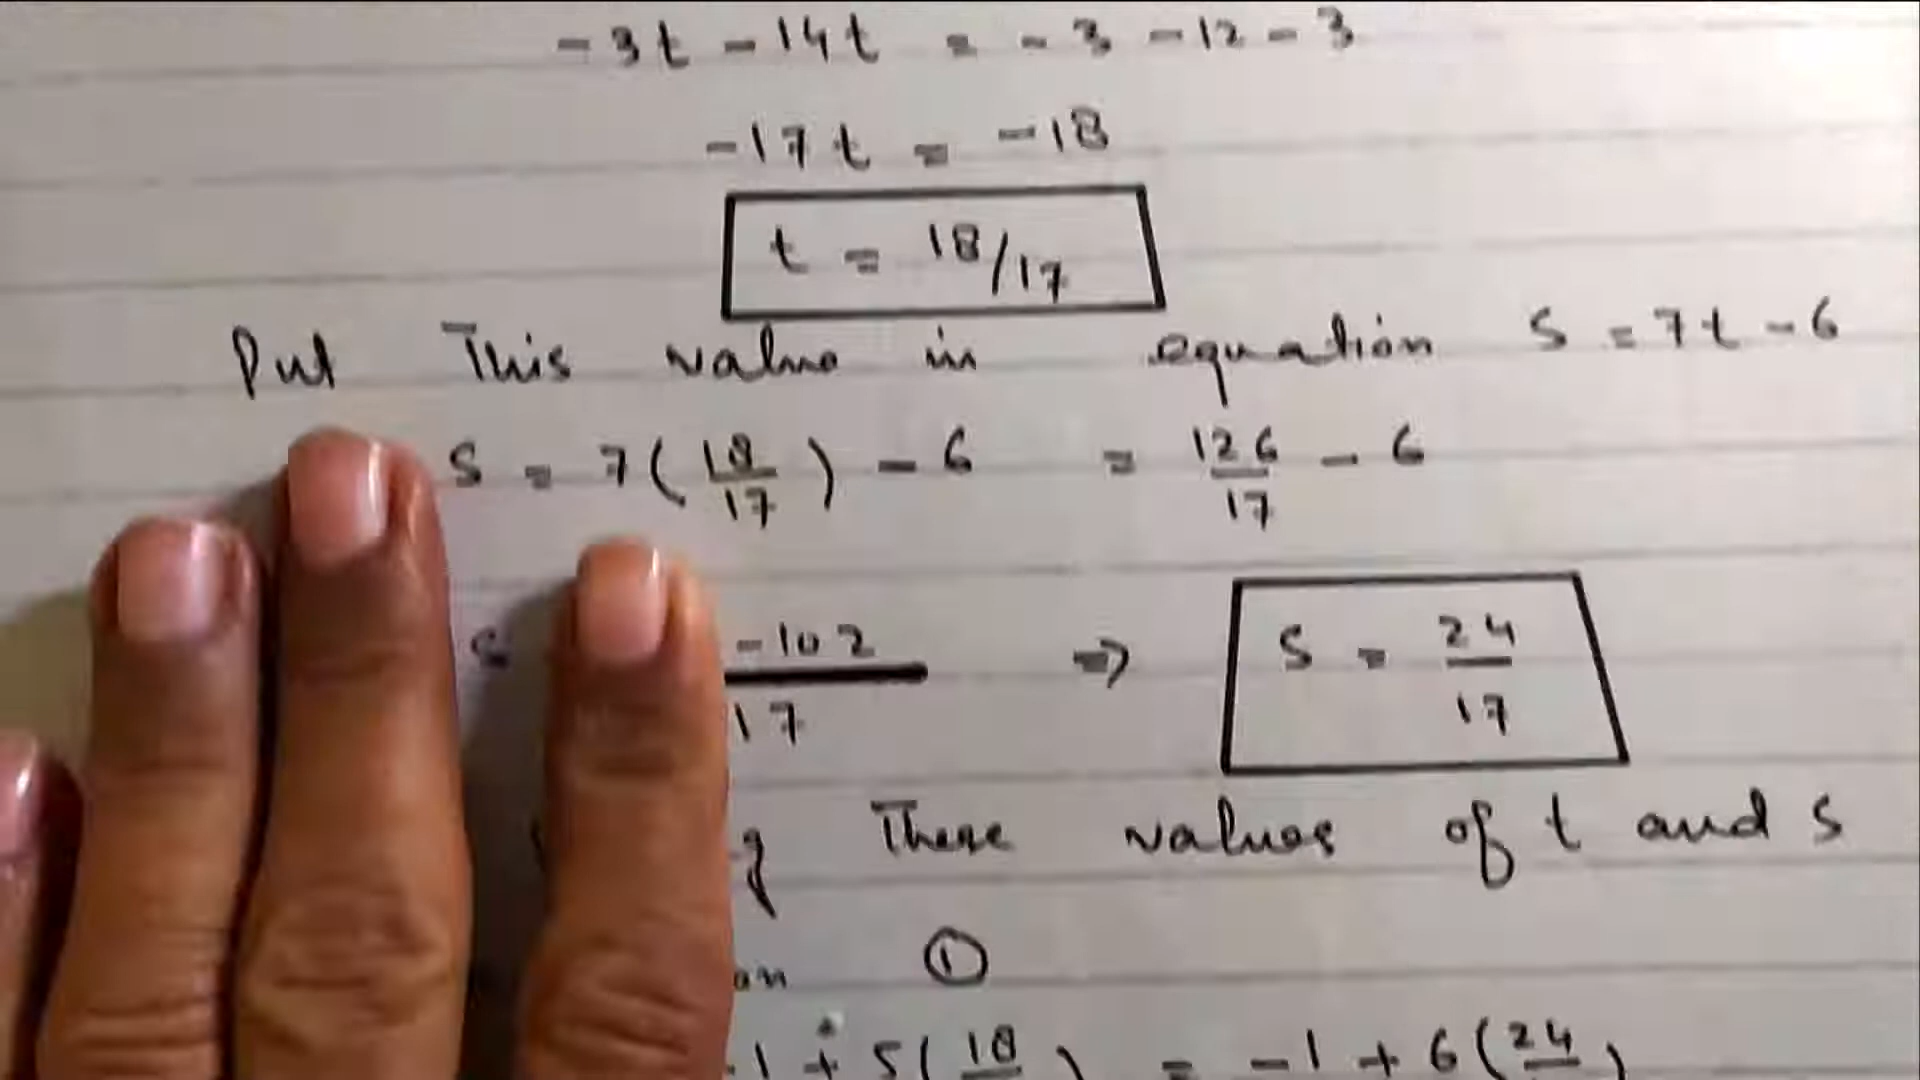 -3t - 14t = -3 - 12 - 3
-17t = -18
t = 18/17
Put This value in equation S = 7t - 6
S = 7(18/17) - 6 = 126/17 - 6
S -102/17 => S = 24/17
These values of t and s
①
1 + 5(18 ) = -1 + 6(24 )